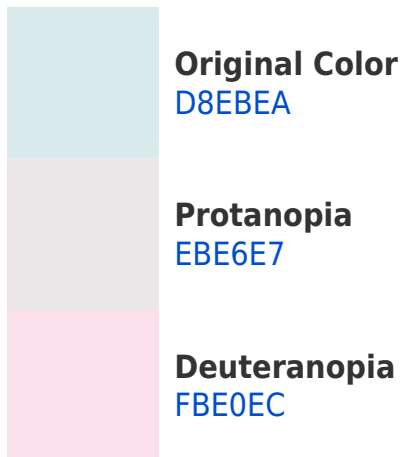 Original Color
D8EBEA
Protanopia
EBE6E7
Deuteranopia
FBE0EC